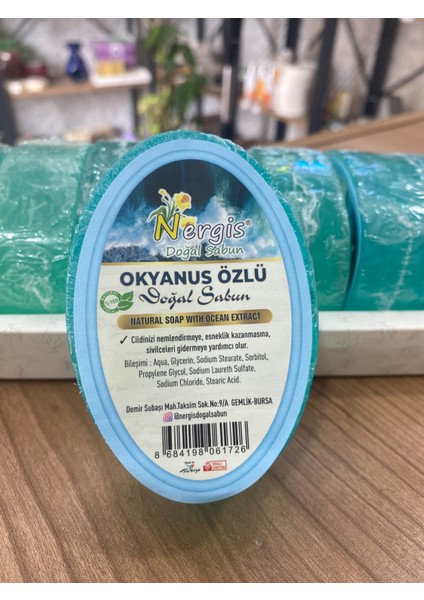 Nergis®
Doğal Sabun
OKYANUS ÖZLÜ
Doğal Sabun
%100
NATURAL SOAP WITH OCEAN EXTRACT
✓ Cildinizi nemlendirmeye, esneklik kazanmasına,
sivilceleri gidermeye yardımcı olur.
Bileşimi : Aqua, Glycerin, Sodium Stearate, Sorbitol,
Propylene Glycol, Sodium Laureth Sulfate,
Sodium Chloride, Stearic Acid.
Demir Subaşı Mah.Taksim Sok.No:9/A GEMLİK-BURSA
@nergisdogalsabun
8 684198 061726